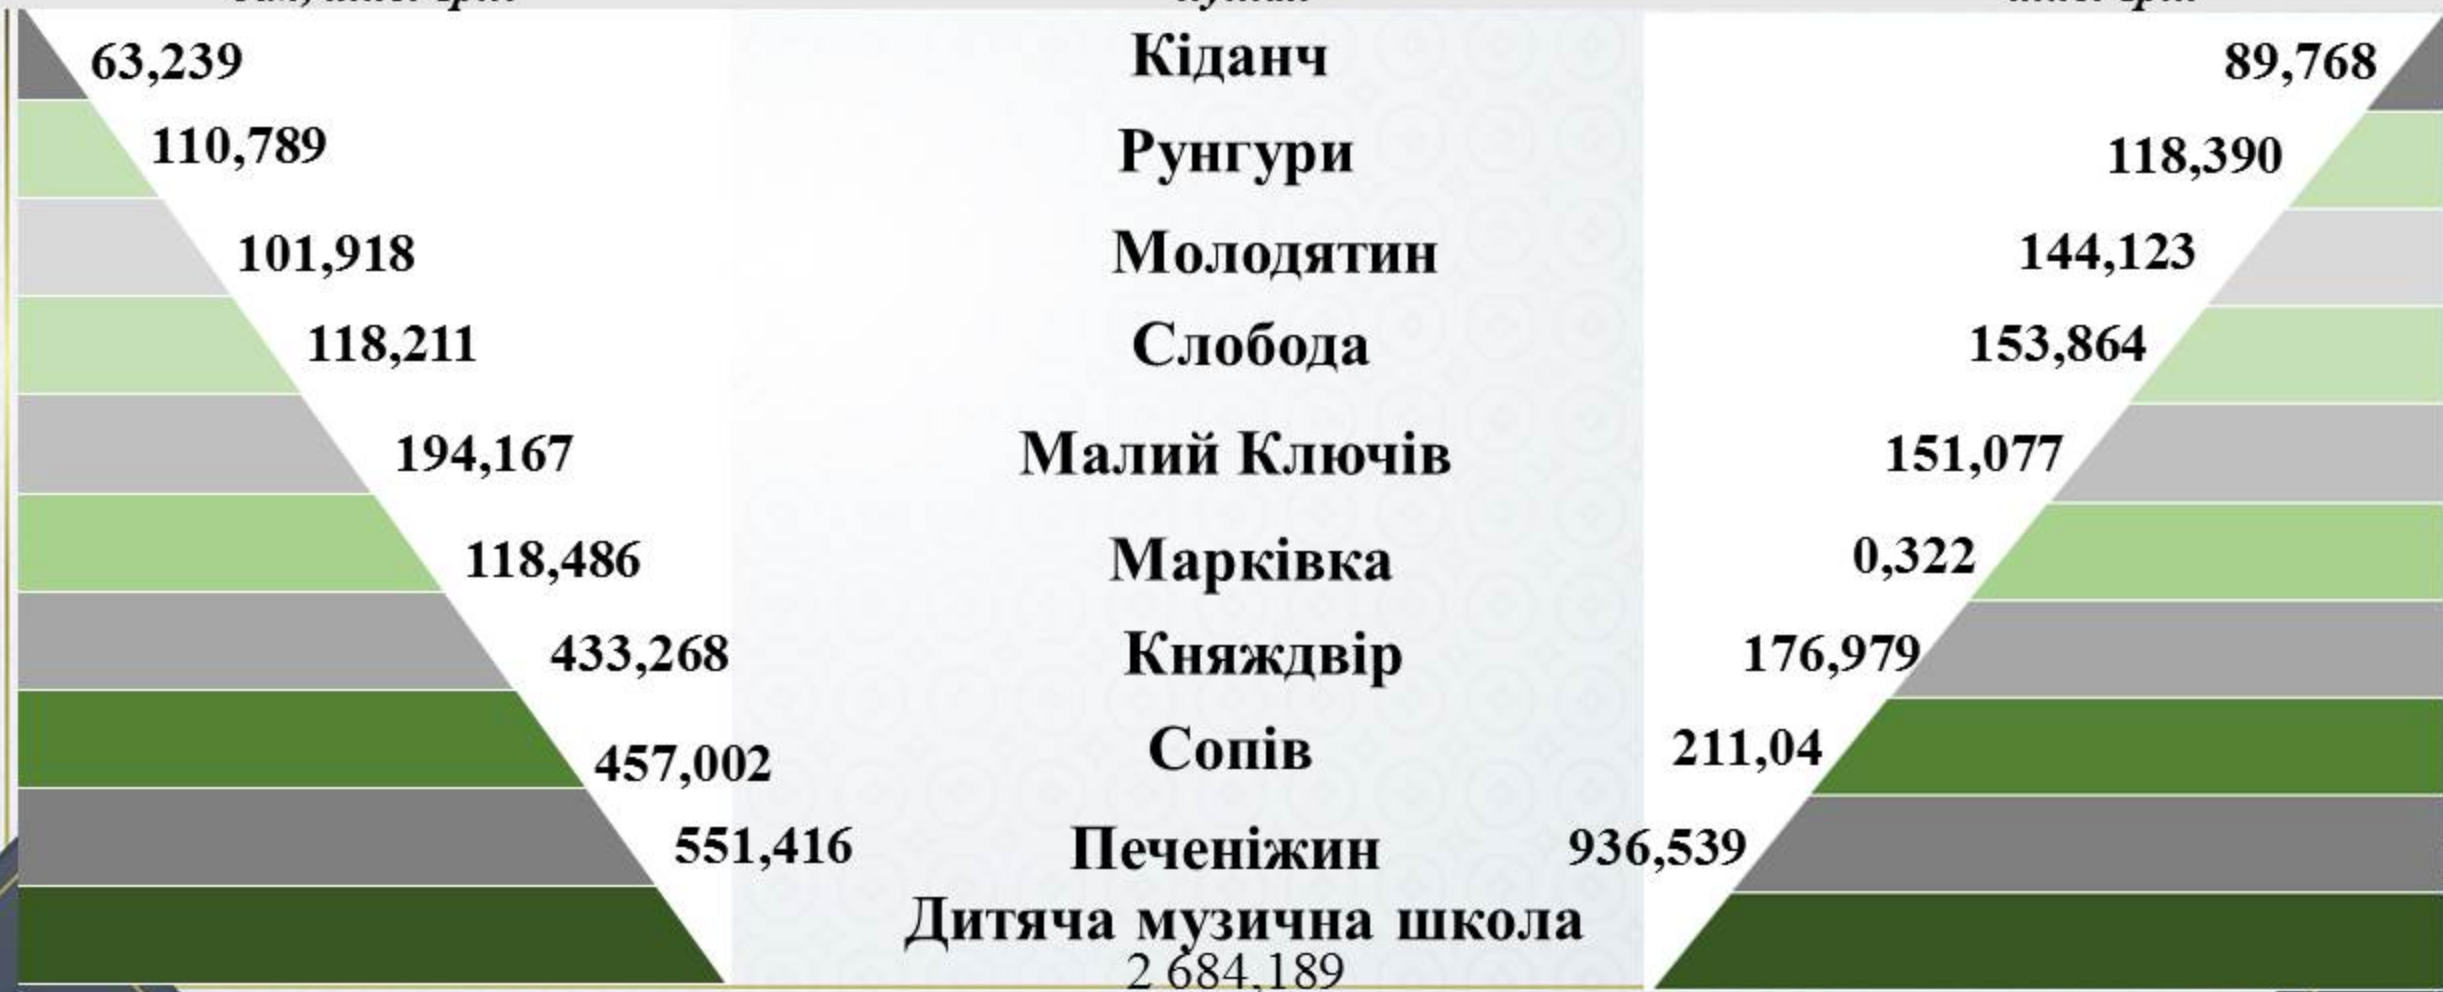 63,239 Кіданч 89,768
110,789 Рунгури 118,390
101,918 Молодятин 144,123
118,211 Слобода 153,864
194,167 Малий Ключів 151,077
118,486 Марківка 0,322
433,268 Княждвір 176,979
457,002 Сопів 211,04
551,416 Печеніжин 936,539
Дитяча музична школа
2 684,189